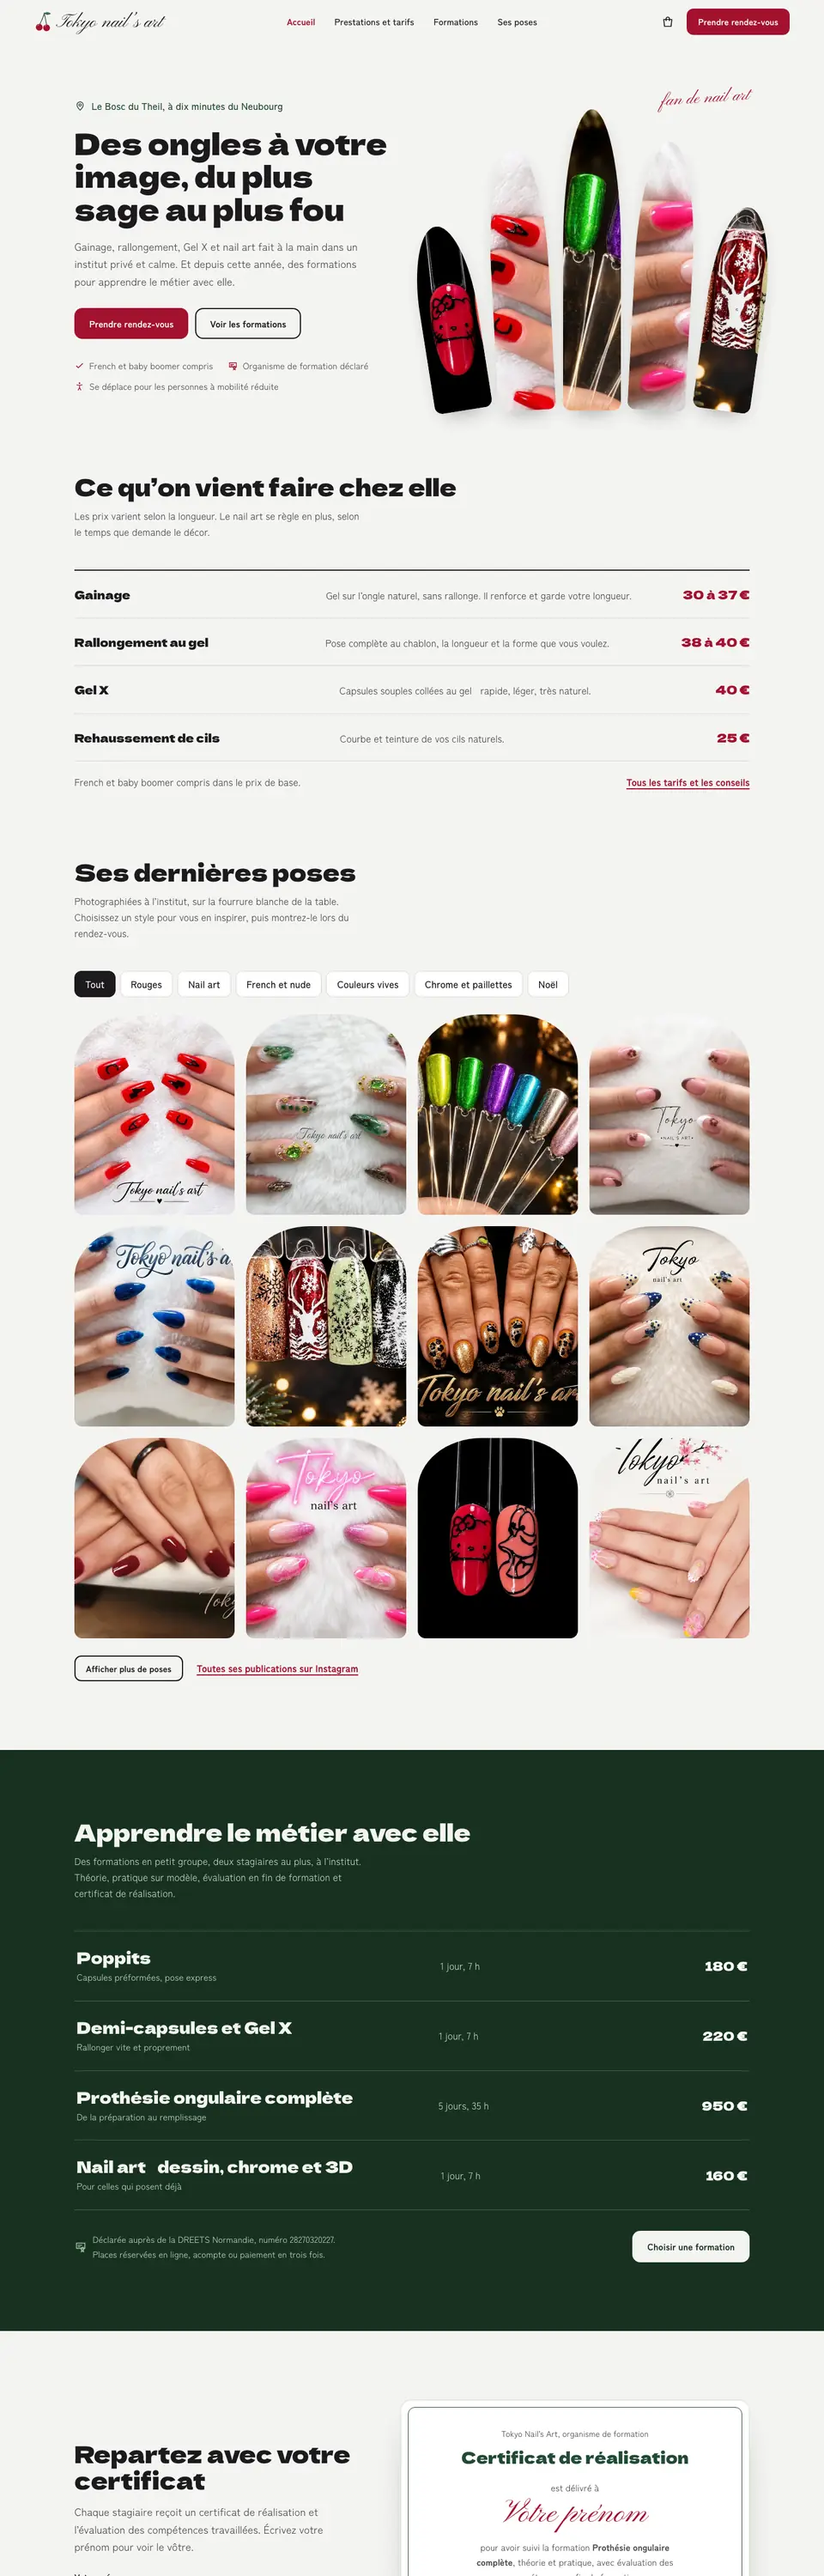 Tokyo nail's art
Accueil
Prestations et tarifs
Formations
Ses poses
Prendre rendez-vous
Le Bosc du Theil, à dix minutes du Neubourg
fan de nail art
Des ongles à votre
image, du plus
sage au plus fou
Gainage, rallongement, Gel X et nail art fait à la main dans un
institut privé et calme. Et depuis cette année, des formations
pour apprendre le métier avec elle.
Prendre rendez-vous
Voir les formations
French et baby boomer compris
Organisme de formation déclaré
Se déplace pour les personnes à mobilité réduite
Ce qu’on vient faire chez elle
Les prix varient selon la longueur. Le nail art se règle en plus, selon
le temps que demande le décor.
Gainage
Gel sur l’ongle naturel, sans rallonge. Il renforce et garde votre longueur.
30 à 37 €
Rallongement au gel
Pose complète au chablon, la longueur et la forme que vous voulez.
38 à 40 €
Gel X
Capsules souples collées au gel rapide, léger, très naturel.
40 €
Rehaussement de cils
Courbe et teinture de vos cils naturels.
25 €
French et baby boomer compris dans le prix de base.
Tous les tarifs et les conseils
Ses dernières poses
Photographiées à l’institut, sur la fourrure blanche de la table.
Choisissez un style pour vous en inspirer, puis montrez-le lors du
rendez-vous.
Tout
Rouges
Nail art
French et nude
Couleurs vives
Chrome et paillettes
Noël
Tokyo nail's art
Tokyo nail's art
Tokyo
NAIL'S ART
Tokyo nail's a
Tokyo nail's ar
Tokyo
nail's art
Tokyo
nail's art
Tokyo
nail's art
Afficher plus de poses
Toutes ses publications sur Instagram
Apprendre le métier avec elle
Des formations en petit groupe, deux stagiaires au plus, à l’institut.
Théorie, pratique sur modèle, évaluation en fin de formation et
certificat de réalisation.
Poppits
Capsules préformées, pose express
1 jour, 7 h
180 €
Demi-capsules et Gel X
Rallonger vite et proprement
1 jour, 7 h
220 €
Prothésie ongulaire complète
De la préparation au remplissage
5 jours, 35 h
950 €
Nail art dessin, chrome et 3D
Pour celles qui posent déjà
1 jour, 7 h
160 €
Déclarée auprès de la DREETS Normandie, numéro 28270320227.
Places réservées en ligne, acompte ou paiement en trois fois.
Choisir une formation
Repartez avec votre
certificat
Chaque stagiaire reçoit un certificat de réalisation et
l’évaluation des compétences travaillées. Écrivez votre
prénom pour voir le vôtre.
Tokyo Nail’s Art, organisme de formation
Certificat de réalisation
est délivré à
Votre prénom
pour avoir suivi la formation Prothésie ongulaire
complète, théorie et pratique, avec évaluation des